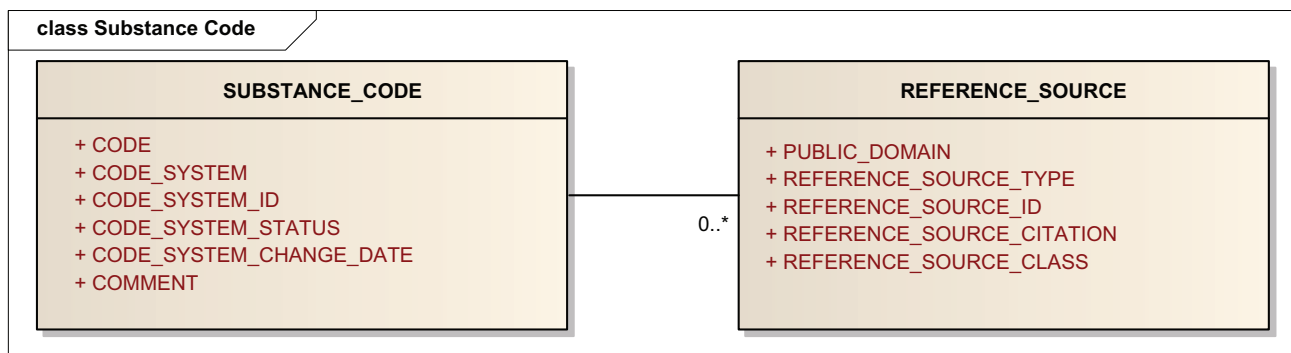 class Substance Code
SUBSTANCE_CODE
+ CODE
+ CODE_SYSTEM
+ CODE_SYSTEM_ID
+ CODE_SYSTEM_STATUS
+ CODE_SYSTEM_CHANGE_DATE
+ COMMENT
0..*
REFERENCE_SOURCE
+ PUBLIC_DOMAIN
+ REFERENCE_SOURCE_TYPE
+ REFERENCE_SOURCE_ID
+ REFERENCE_SOURCE_CITATION
+ REFERENCE_SOURCE_CLASS